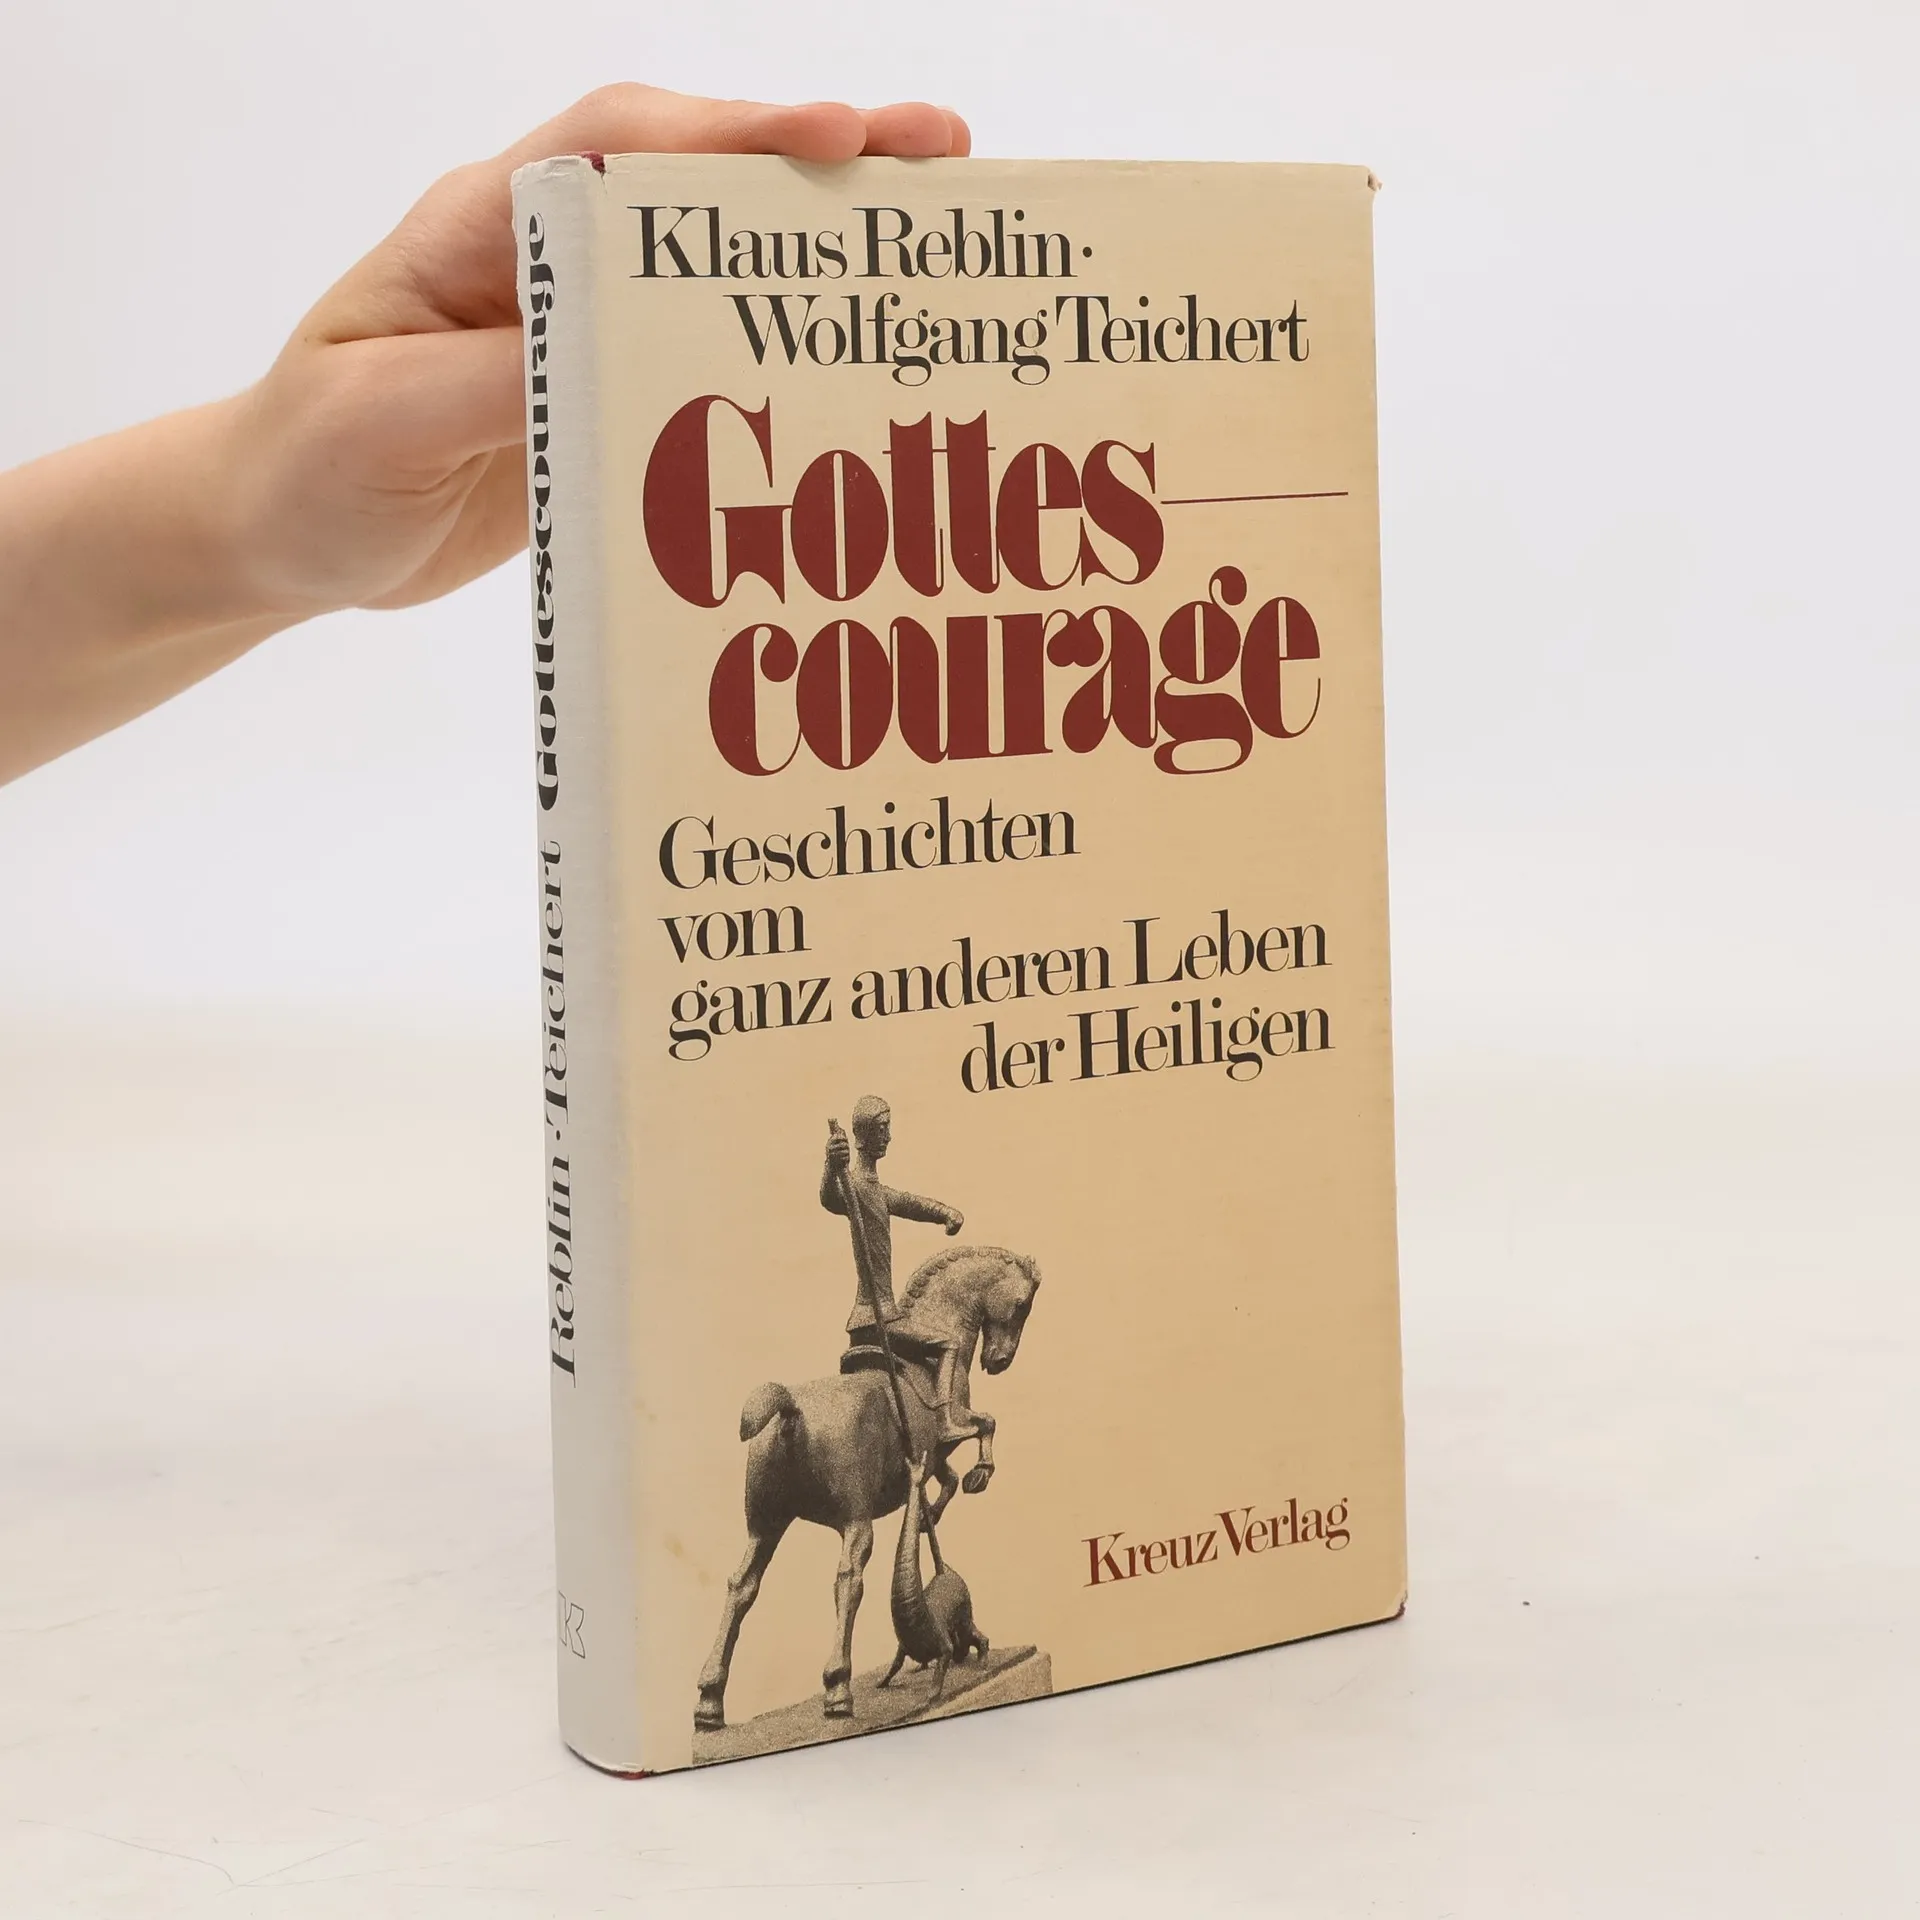 Klaus Reblin·
Wolfgang Teichert
Gottes-
courage
Geschichten
vom
ganz anderen Leben
der Heiligen
Kreuz Verlag
Reblin·Teichert Gottescourage
K